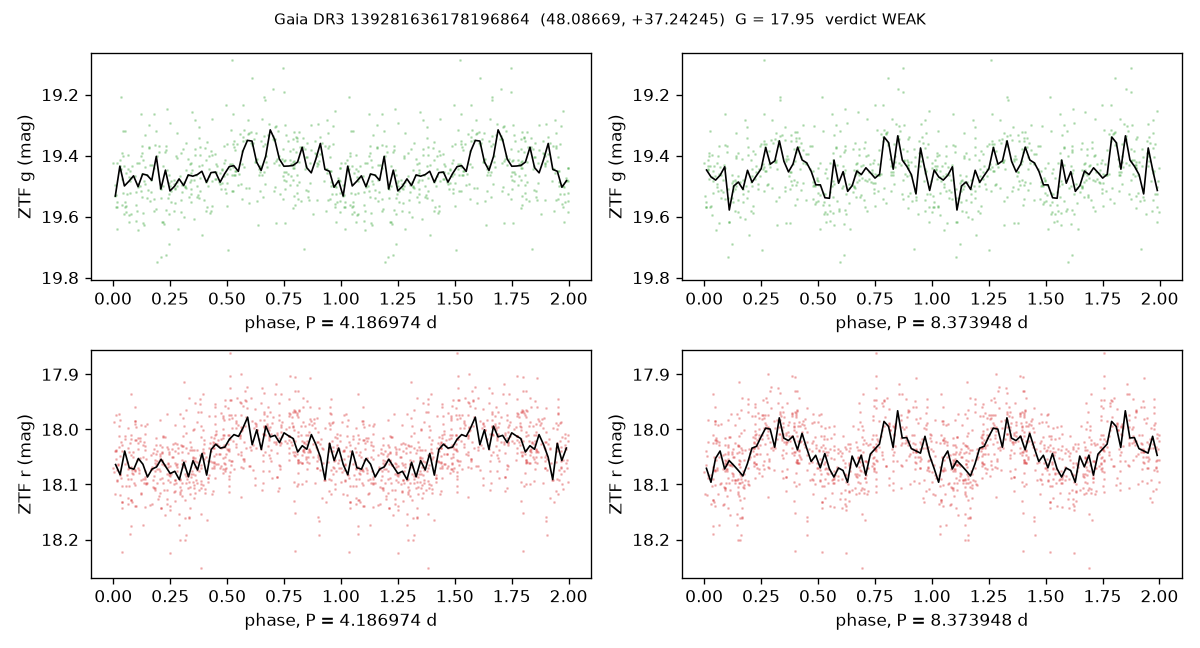 Gaia DR3 139281636178196864 (48.08669, +37.24245) G = 17.95 verdict WEAK
ZTF g (mag)
19.2
19.4
19.6
19.8
0.00 0.25 0.50 0.75 1.00 1.25 1.50 1.75 2.00
phase, P = 4.186974 d
ZTF g (mag)
19.2
19.4
19.6
19.8
0.00 0.25 0.50 0.75 1.00 1.25 1.50 1.75 2.00
phase, P = 8.373948 d
ZTF r (mag)
17.9
18.0
18.1
18.2
0.00 0.25 0.50 0.75 1.00 1.25 1.50 1.75 2.00
phase, P = 4.186974 d
ZTF r (mag)
17.9
18.0
18.1
18.2
0.00 0.25 0.50 0.75 1.00 1.25 1.50 1.75 2.00
phase, P = 8.373948 d